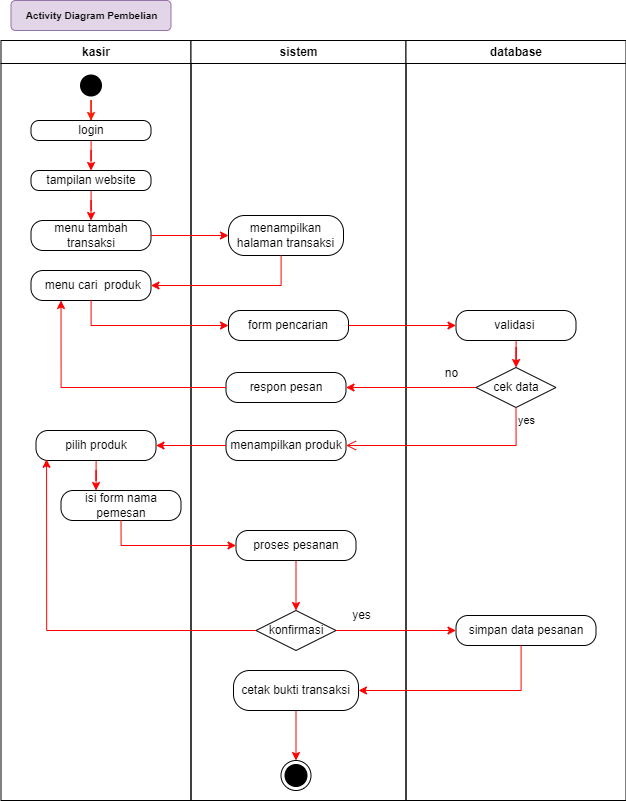 Activity Diagram Pembelian
kasir
sistem
database
login
tampilan website
menu tambah
transaksi
menampilkan
halaman transaksi
menu cari produk
form pencarian
validasi
no
respon pesan
cek data
yes
pilih produk
menampilkan produk
isi form nama
pemesan
proses pesanan
yes
konfirmasi
simpan data pesanan
cetak bukti transaksi